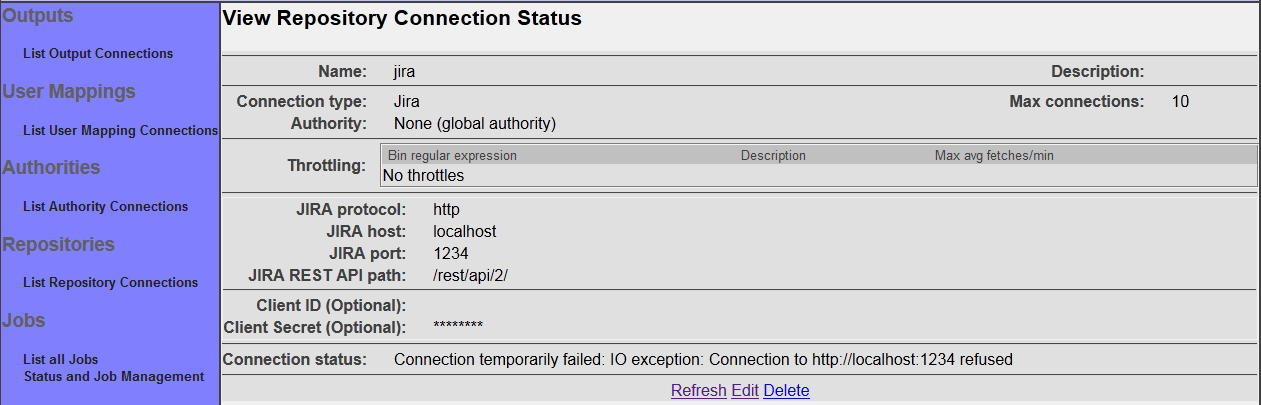 Outputs
List Output Connections
User Mappings
List User Mapping Connections
Authorities
List Authority Connections
Repositories
List Repository Connections
Jobs
List all Jobs
Status and Job Management
View Repository Connection Status
Name: jira Description:
Connection type: Jira Max connections: 10
Authority: None (global authority)
Throttling: Bin regular expression Description Max avg fetches/min
No throttles
JIRA protocol: http
JIRA host: localhost
JIRA port: 1234
JIRA REST API path: /rest/api/2/
Client ID (Optional):
Client Secret (Optional): ********
Connection status: Connection temporarily failed: IO exception: Connection to http://localhost:1234 refused
Refresh Edit Delete